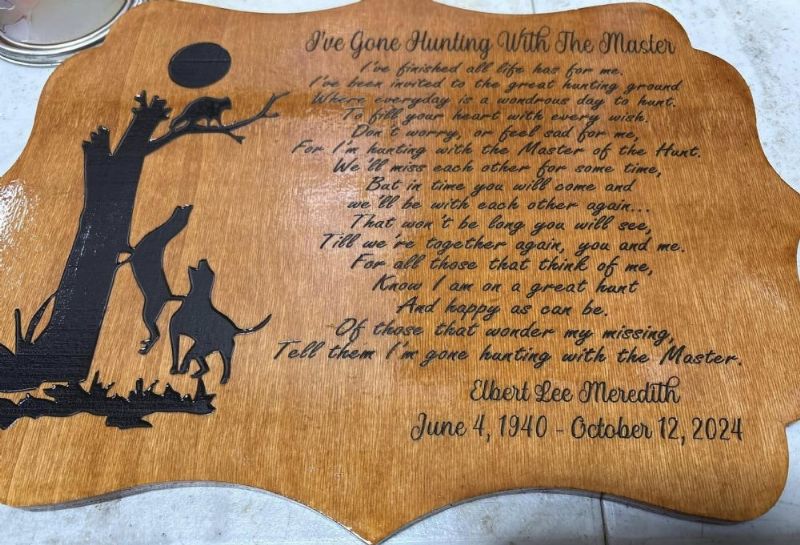 I've Gone Hunting With The Master
I've finished all life has for me.
I've been invited to the great hunting ground
Where everyday is a wondrous day to hunt.
To fill your heart with every wish.
Don't worry, or feel sad for me,
For I'm hunting with the Master of the Hunt.
We'll miss each other for some time,
But in time you will come and
we'll be with each other again...
That won't be long you will see,
Till we're together again, you and me.
For all those that think of me,
Know I am on a great hunt
And happy as can be.
Of those that wonder my missing,
Tell them I'm gone hunting with the Master.
Elbert Lee Meredith
June 4, 1940 - October 12, 2024